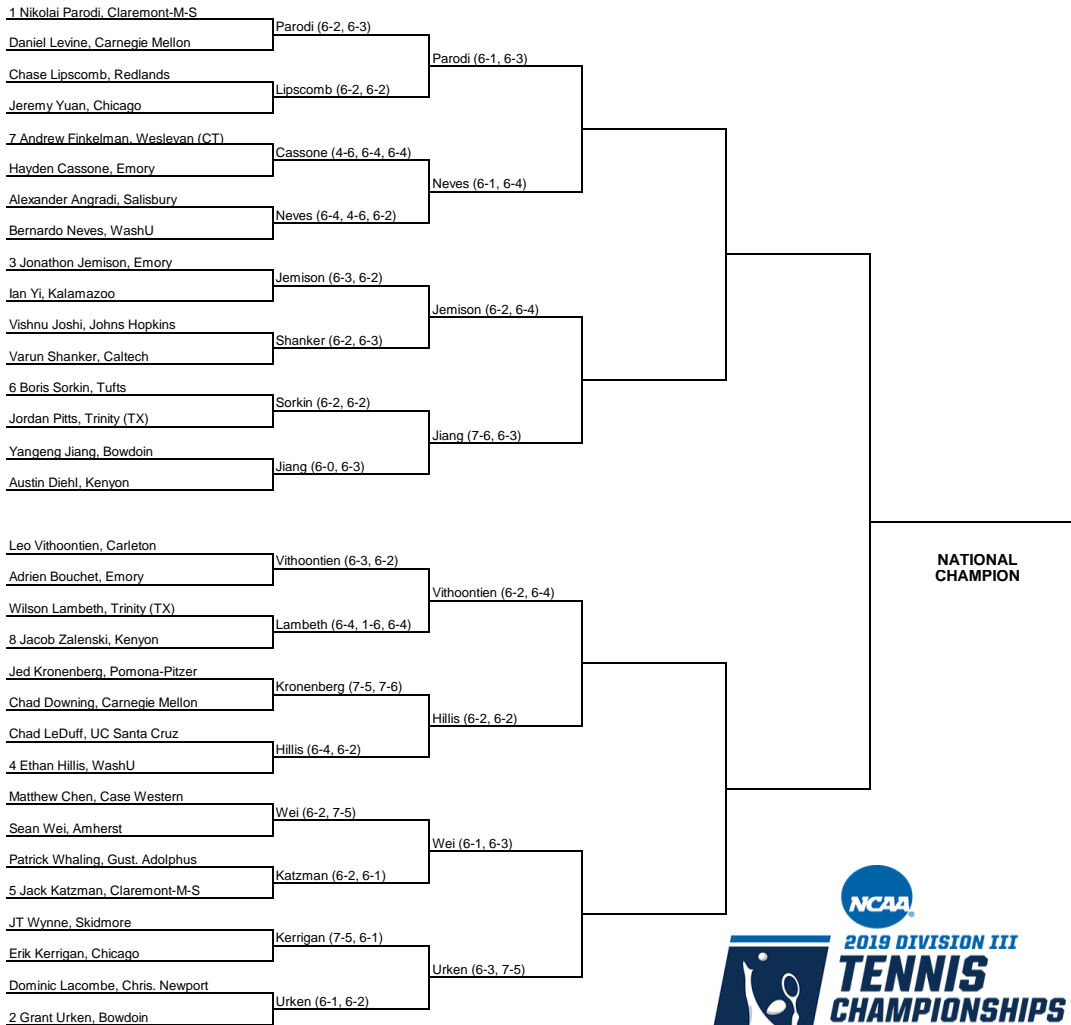 1 Nikolai Parodi, Claremont-M-S
Parodi (6-2, 6-3)
Daniel Levine, Carnegie Mellon
Parodi (6-1, 6-3)
Chase Lipscomb, Redlands
Lipscomb (6-2, 6-2)
Jeremy Yuan, Chicago
7 Andrew Finkelman, Wesleyan (CT)
Cassone (4-6, 6-4, 6-4)
Hayden Cassone, Emory
Neves (6-1, 6-4)
Alexander Angradi, Salisbury
Neves (6-4, 4-6, 6-2)
Bernardo Neves, WashU
3 Jonathon Jemison, Emory
Jemison (6-3, 6-2)
Ian Yi, Kalamazoo
Jemison (6-2, 6-4)
Vishnu Joshi, Johns Hopkins
Shanker (6-2, 6-3)
Varun Shanker, Caltech
6 Boris Sorkin, Tufts
Sorkin (6-2, 6-2)
Jordan Pitts, Trinity (TX)
Jiang (7-6, 6-3)
Yangeng Jiang, Bowdoin
Jiang (6-0, 6-3)
Austin Diehl, Kenyon
Leo Vithoontien, Carleton
Vithoontien (6-3, 6-2)
NATIONAL
CHAMPION
Adrien Bouchet, Emory
Vithoontien (6-2, 6-4)
Wilson Lambeth, Trinity (TX)
Lambeth (6-4, 1-6, 6-4)
8 Jacob Zalenski, Kenyon
Jed Kronenberg, Pomona-Pitzer
Kronenberg (7-5, 7-6)
Chad Downing, Carnegie Mellon
Hillis (6-2, 6-2)
Chad LeDuff, UC Santa Cruz
Hillis (6-4, 6-2)
4 Ethan Hillis, WashU
Matthew Chen, Case Western
Wei (6-2, 7-5)
Sean Wei, Amherst
Wei (6-1, 6-3)
Patrick Whaling, Gust. Adolphus
Katzman (6-2, 6-1)
5 Jack Katzman, Claremont-M-S
JT Wynne, Skidmore
Kerrigan (7-5, 6-1)
Erik Kerrigan, Chicago
Urken (6-3, 7-5)
Dominic Lacombe, Chris. Newport
Urken (6-1, 6-2)
2 Grant Urken, Bowdoin
NCAA®
2019 DIVISION III
TENNIS
CHAMPIONSHIPS